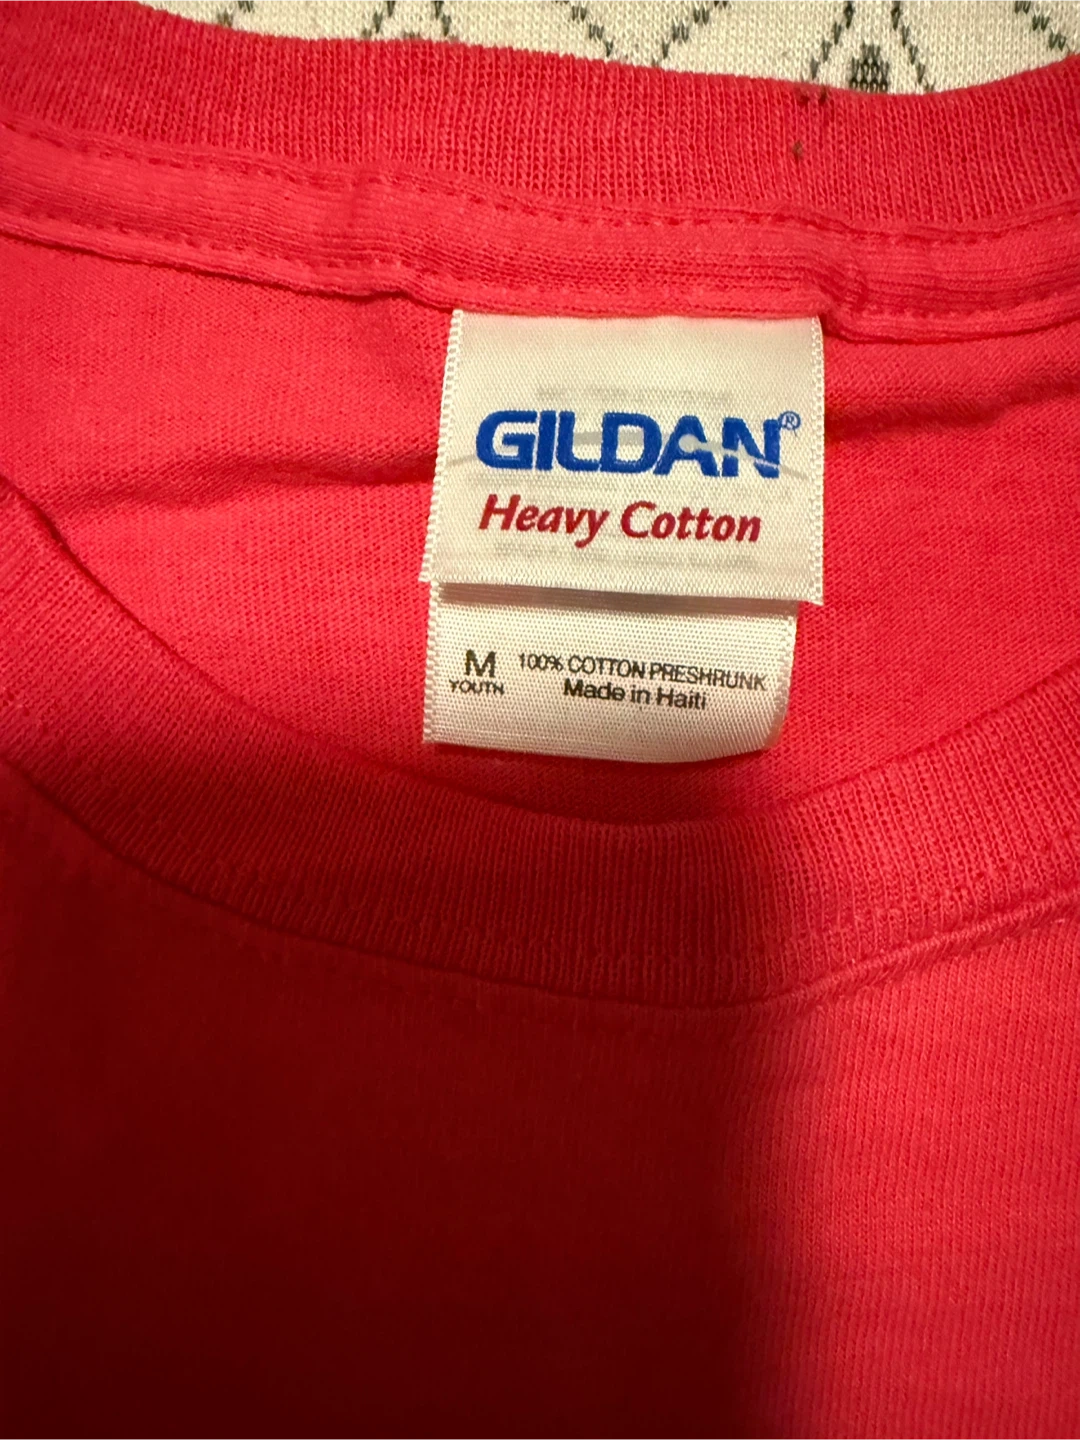 GILDAN®
Heavy Cotton
M
YOUTH
100% COTTON PRESHRUNK
Made in Haiti